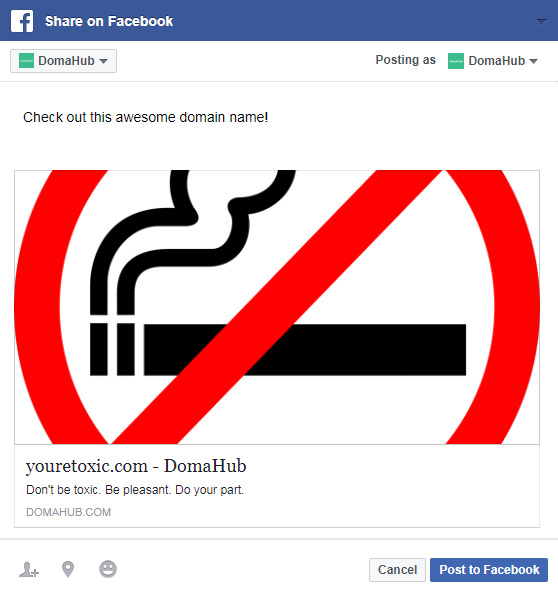 Share on Facebook
DomaHub
Posting as DomaHub
Check out this awesome domain name!
youretoxic.com - DomaHub
Don't be toxic. Be pleasant. Do your part.
DOMAHUB.COM
Cancel Post to Facebook